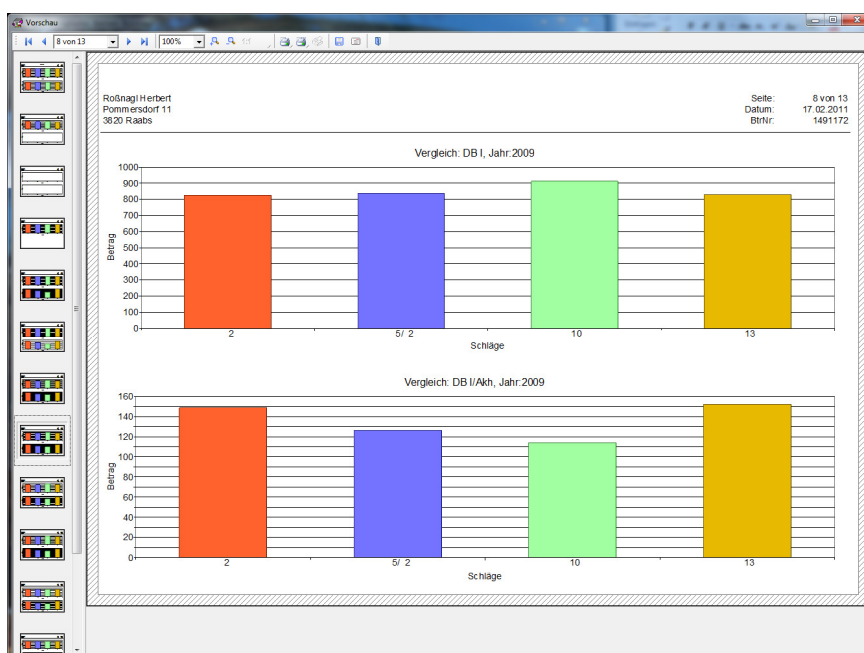 Vorschau
8 von 13
100%
Roßnagl Herbert
Pommersdorf 11
3820 Raabs
Seite: 8 von 13
Datum: 17.02.2011
BtrNr: 1491172
Vergleich: DB I, Jahr:2009
1000
900
800
700
600
500
400
300
200
100
0
Betrag
2 5/ 2 10 13
Schläge
Vergleich: DB I/Akh, Jahr:2009
160
140
120
100
80
60
40
20
0
Betrag
2 5/ 2 10 13
Schläge